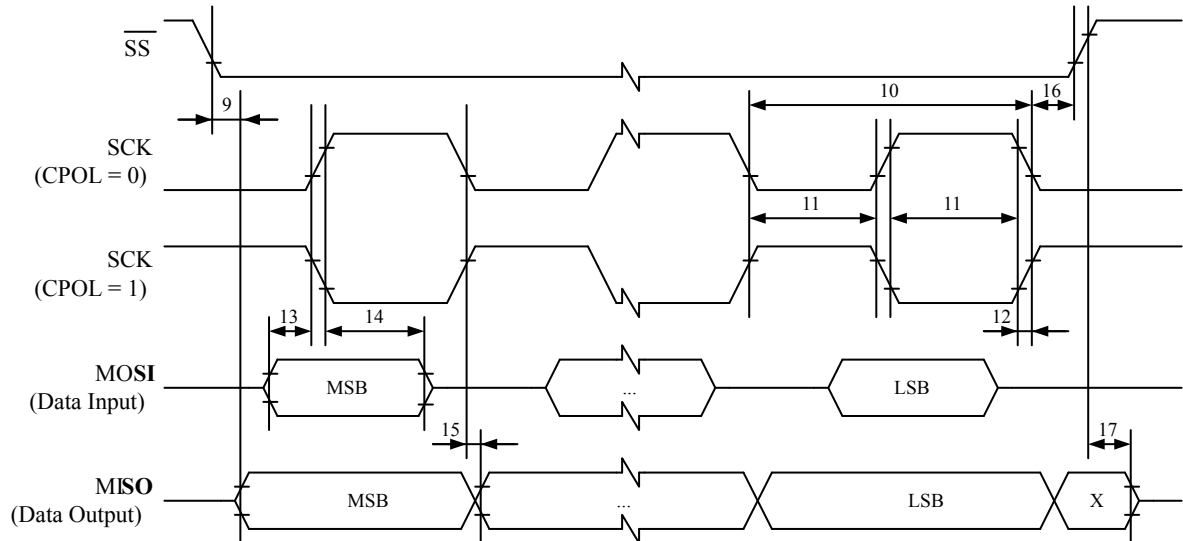 SS
9
10
16
SCK
(CPOL = 0)
11
11
SCK
(CPOL = 1)
13
14
12
MOSI
(Data Input)
MSB
...
LSB
15
17
MISO
(Data Output)
MSB
...
LSB
X